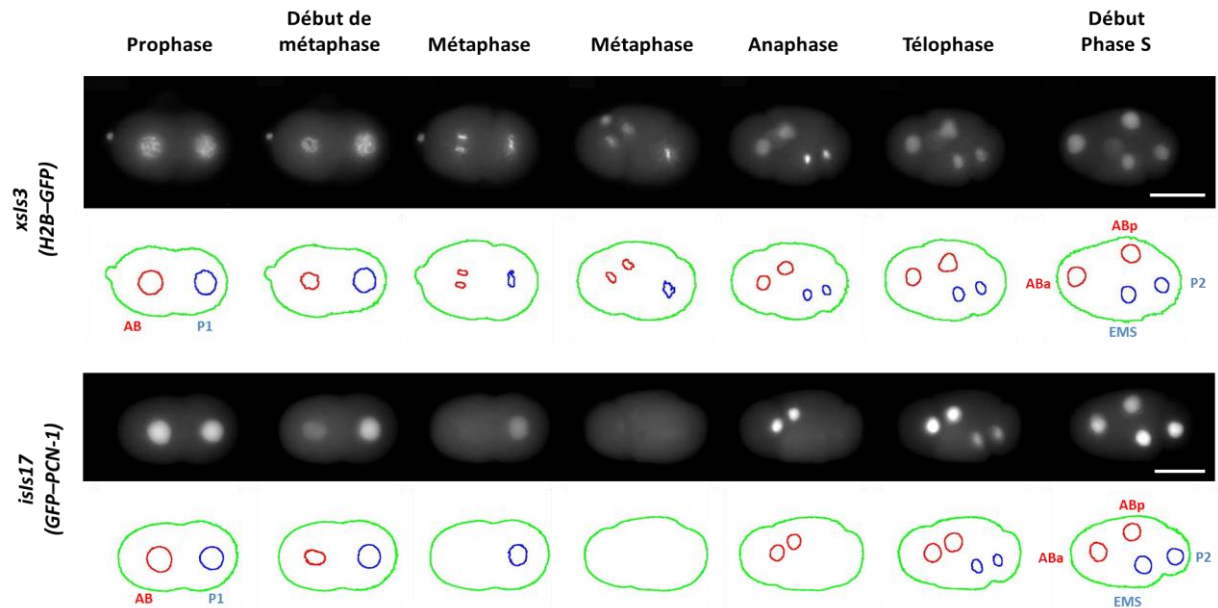 Prophase
Début de
métaphase
Métaphase
Métaphase
Anaphase
Télophase
Début
Phase S
xsIs3
(H2B–GFP)
AB
P1
ABp
ABa
P2
EMS
isIs17
(GFP–PCN-1)
AB
P1
ABp
ABa
P2
EMS